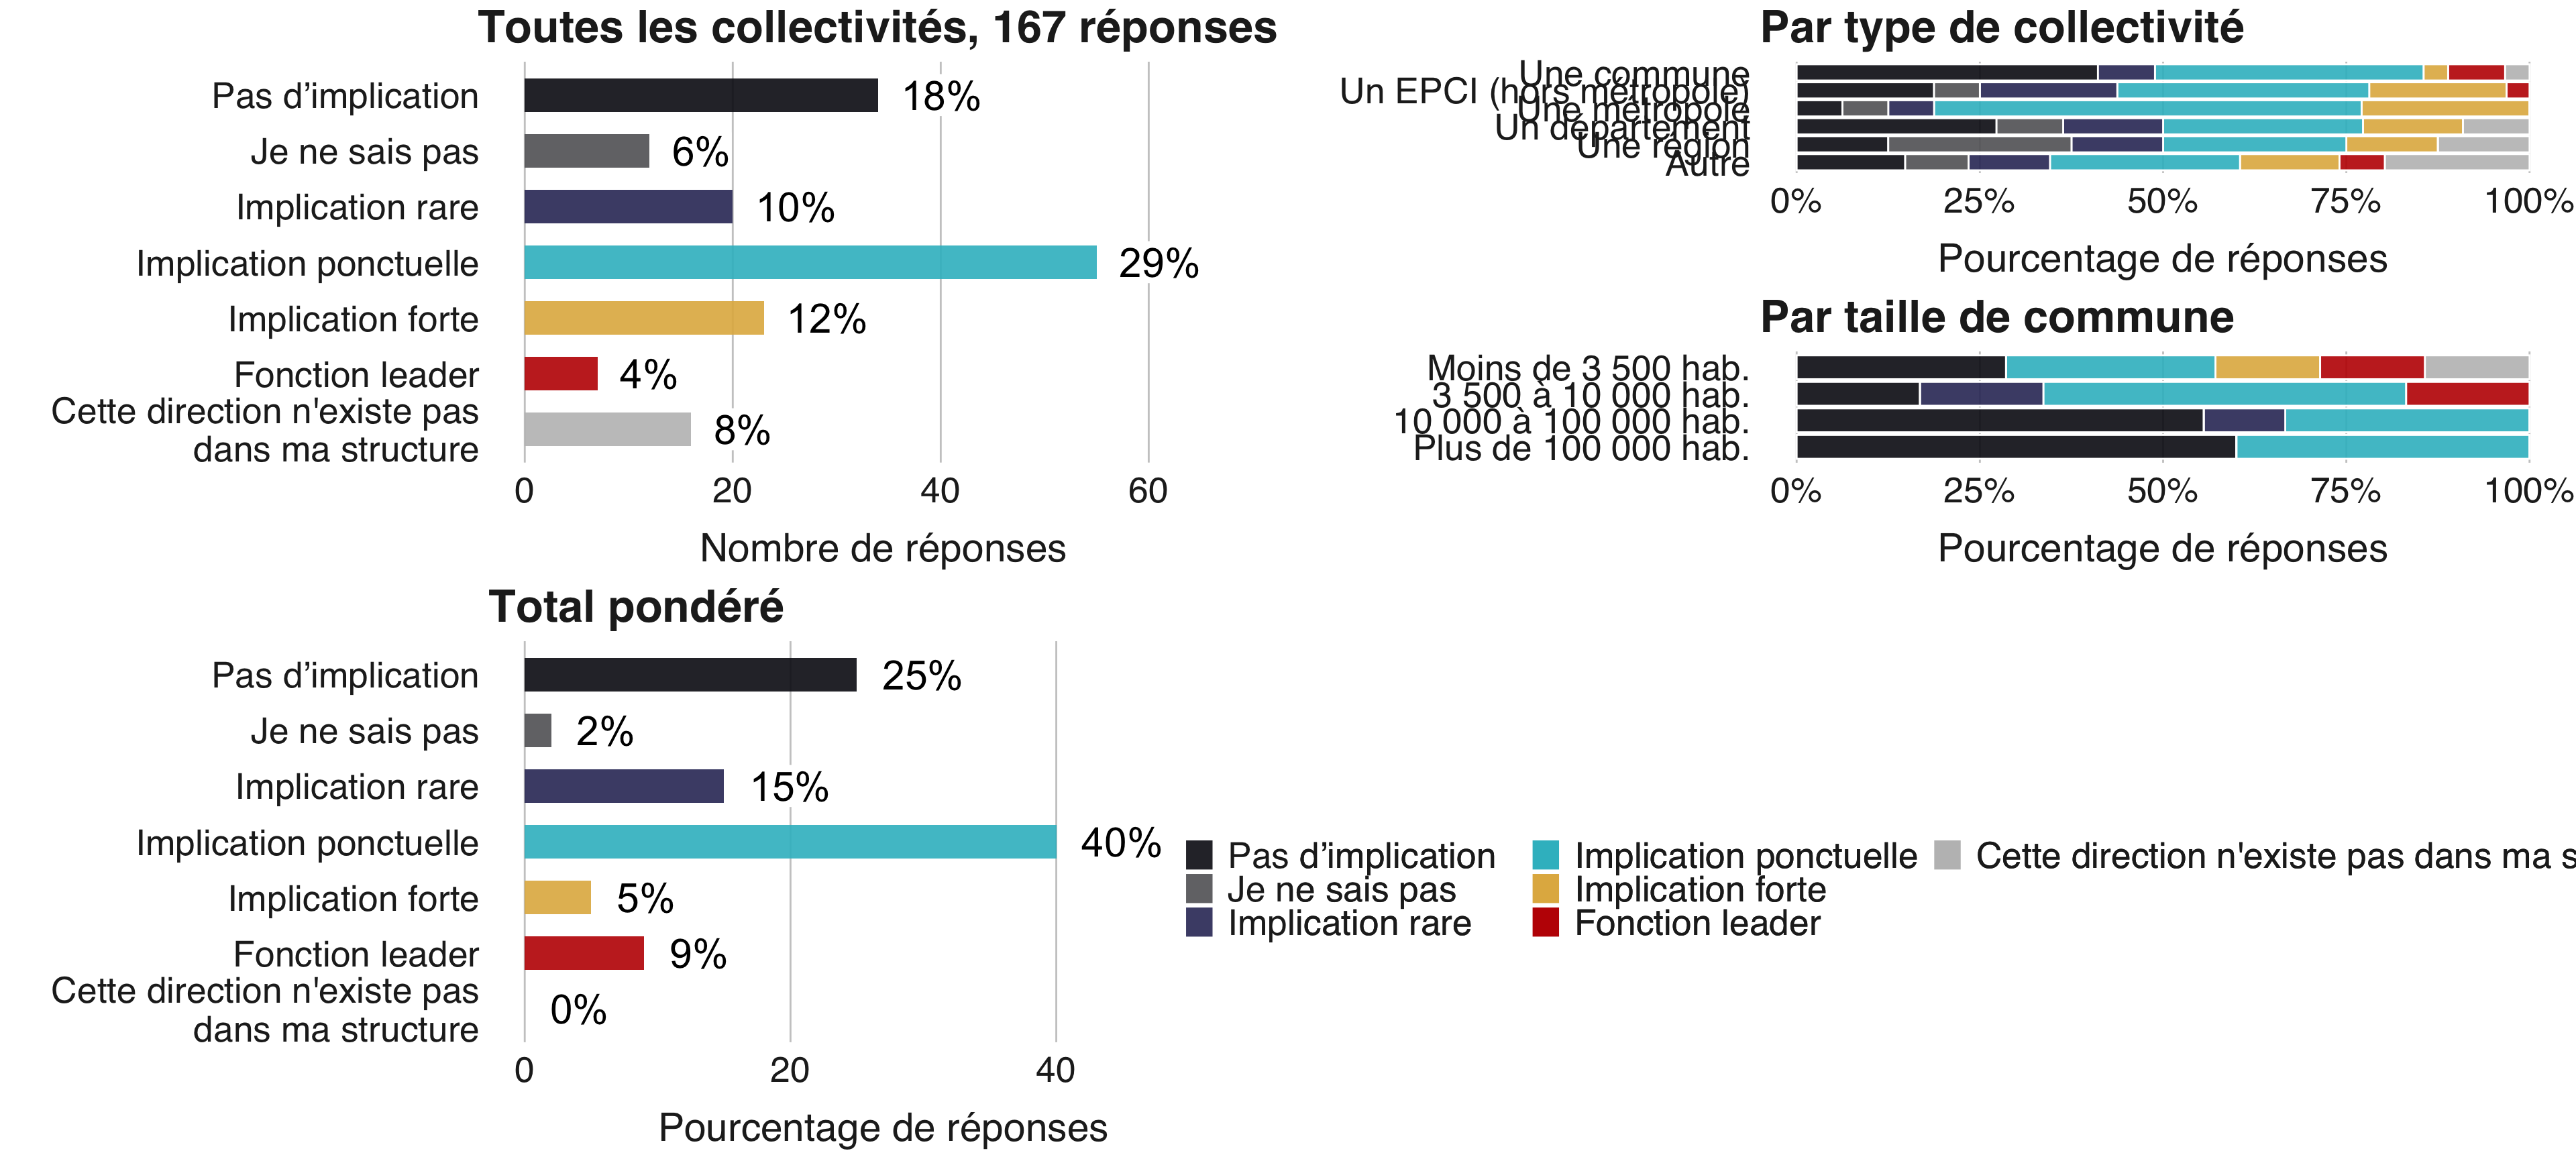 Toutes les collectivités, 167 réponses
Pas d’implication
18%
Je ne sais pas
6%
Implication rare
10%
Implication ponctuelle
29%
Implication forte
12%
Fonction leader
4%
Cette direction n'existe pas
dans ma structure
8%
0 20 40 60
Nombre de réponses
Par type de collectivité
Une commune
Un EPCI (hors métropole)
Une métropole
Un département
Une région
Autre
0% 25% 50% 75% 100%
Pourcentage de réponses
Par taille de commune
Moins de 3 500 hab.
3 500 à 10 000 hab.
10 000 à 100 000 hab.
Plus de 100 000 hab.
0% 25% 50% 75% 100%
Pourcentage de réponses
Total pondéré
Pas d’implication
25%
Je ne sais pas
2%
Implication rare
15%
Implication ponctuelle
40%
Implication forte
5%
Fonction leader
9%
Cette direction n'existe pas
dans ma structure
0%
0 20 40
Pourcentage de réponses
Pas d’implication
Je ne sais pas
Implication rare
Implication ponctuelle
Implication forte
Fonction leader
Cette direction n'existe pas dans ma s